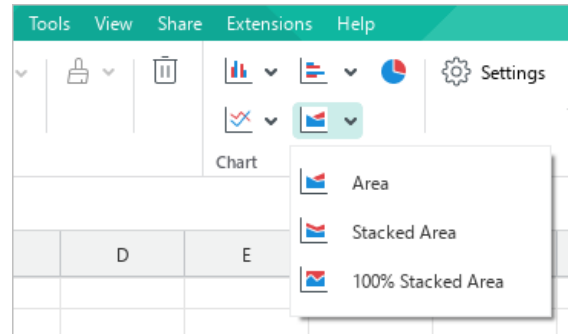 Tools View Share Extensions Help
Settings
Chart
Area
Stacked Area
D E
100% Stacked Area